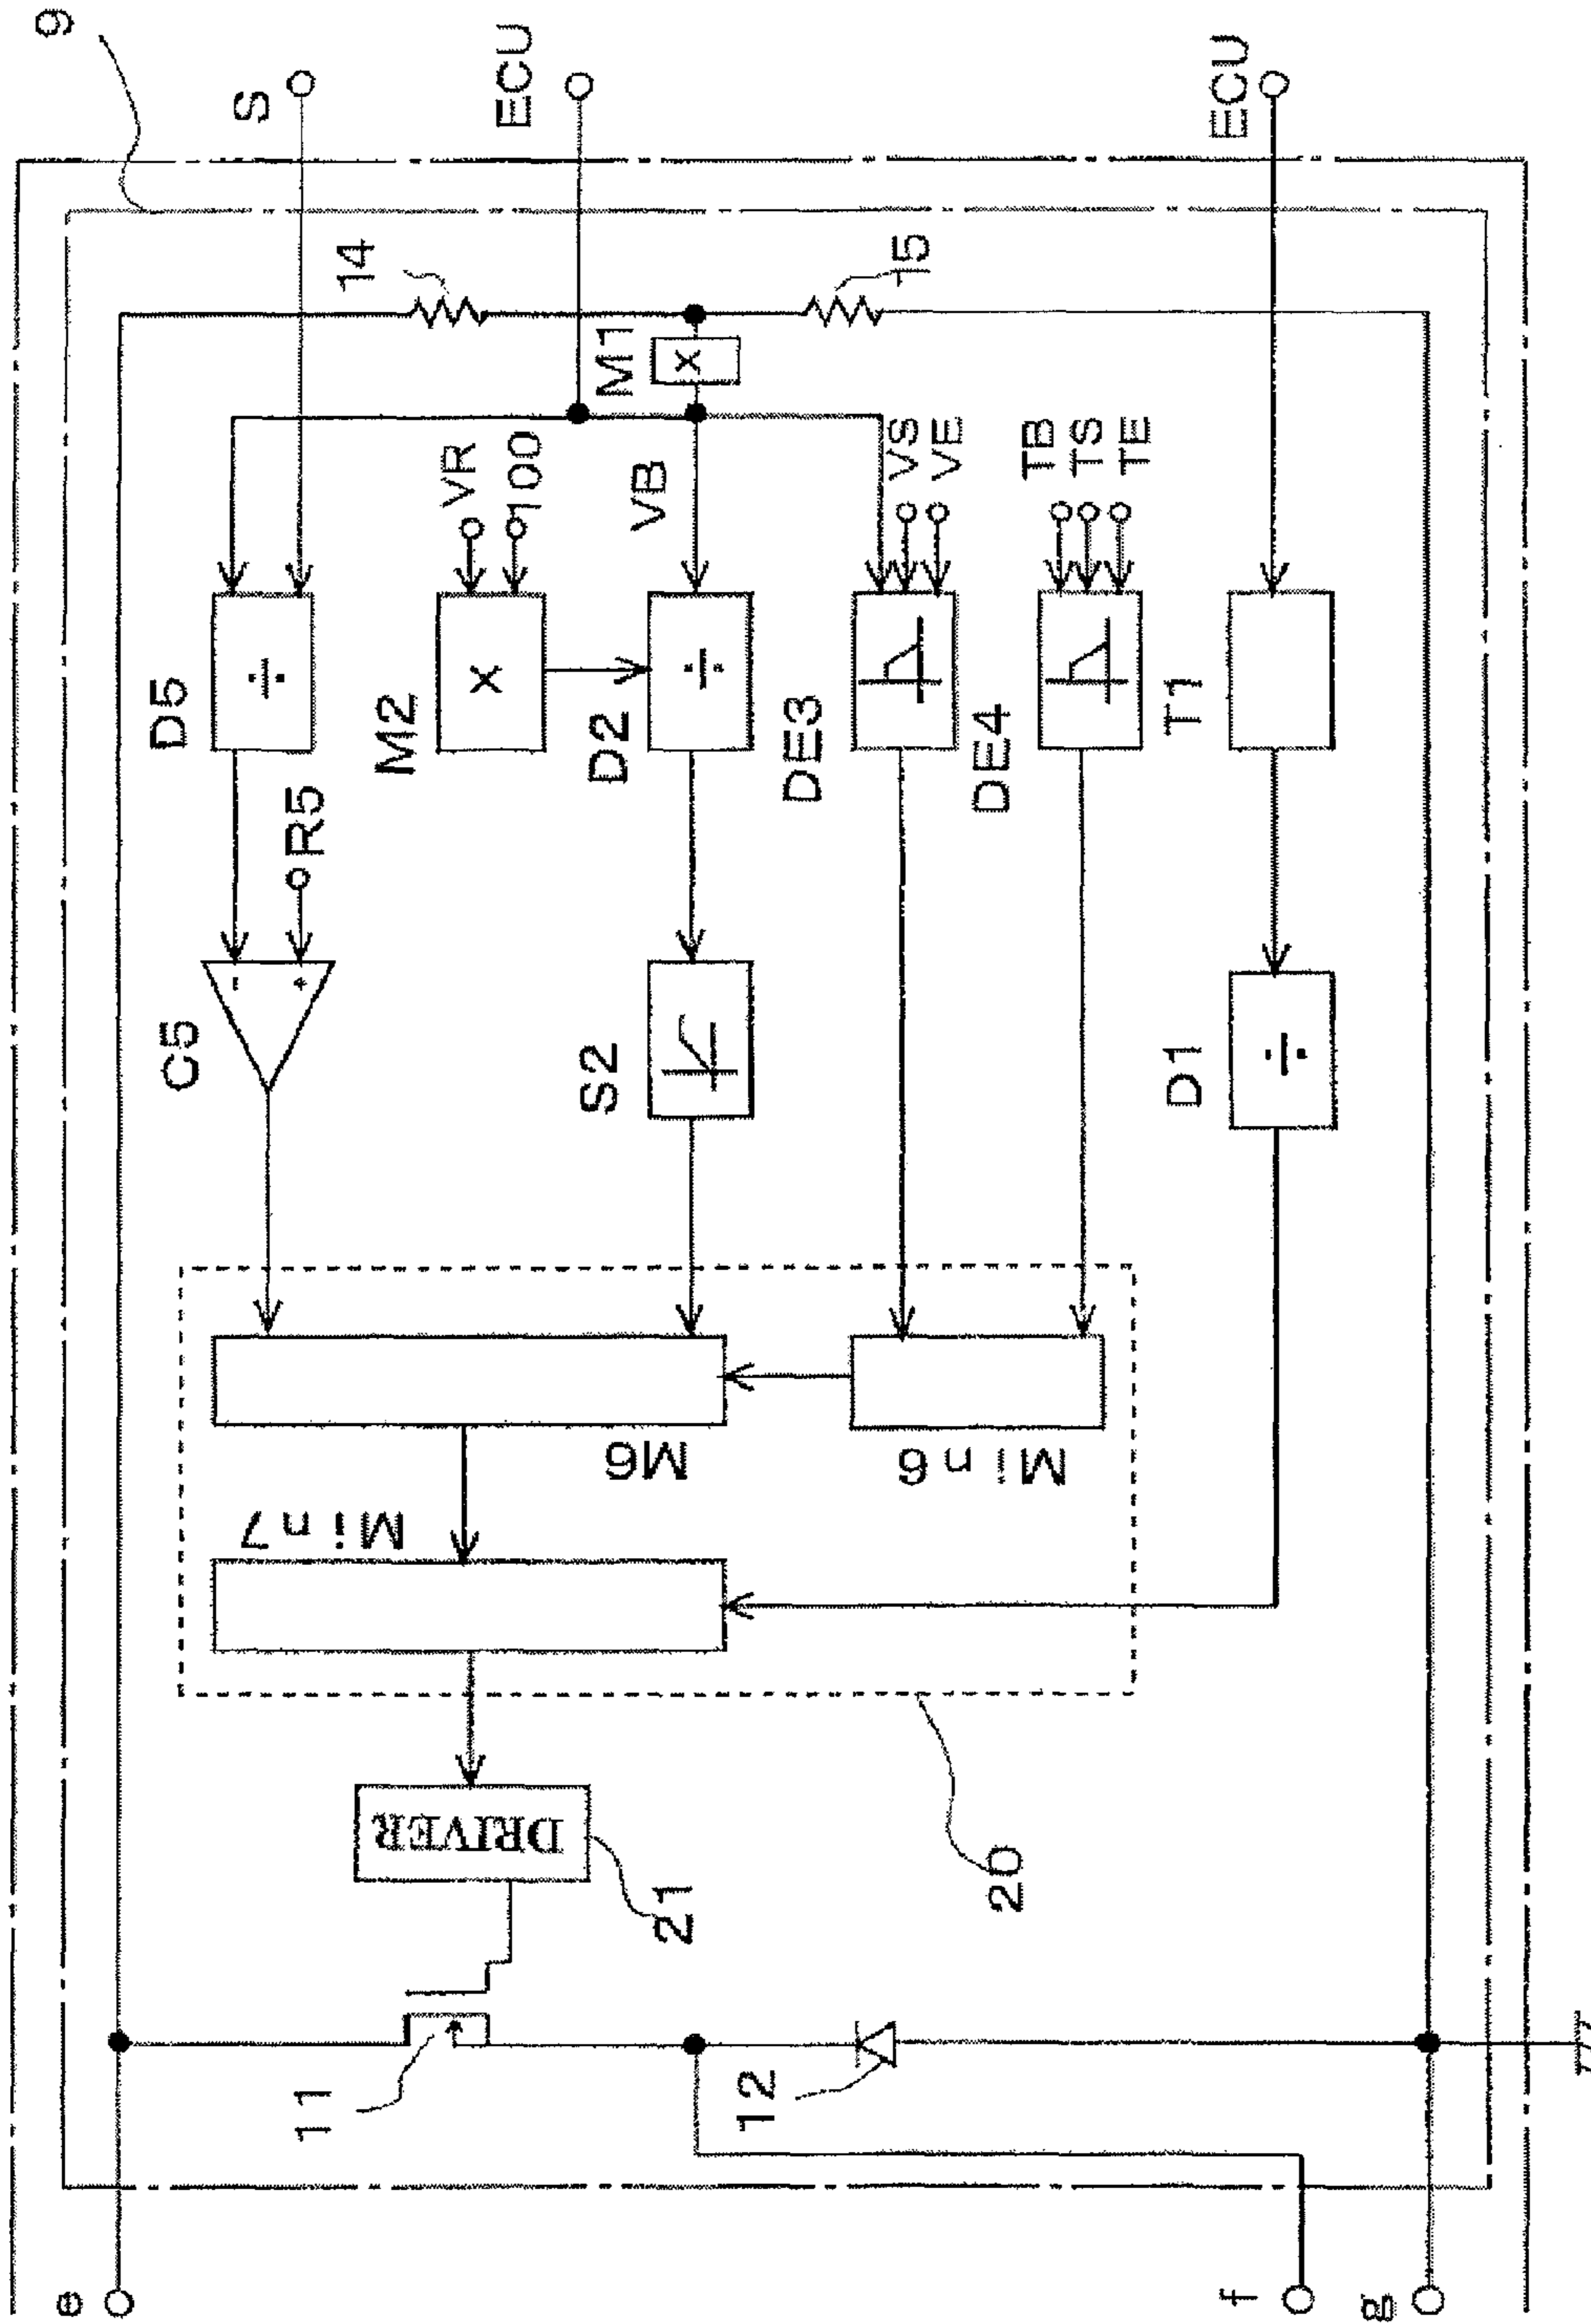 9
S
ECU
ECU
14
15
M1
x
VR
100
VB
VS
VE
TB
TS
TE
D5
÷
M2
x
D2
÷
DE3
DE4
T1
R5
C5
-
+
S2
D1
÷
M6
Min6
Min7
DRIVER
21
20
11
12
e
f
g